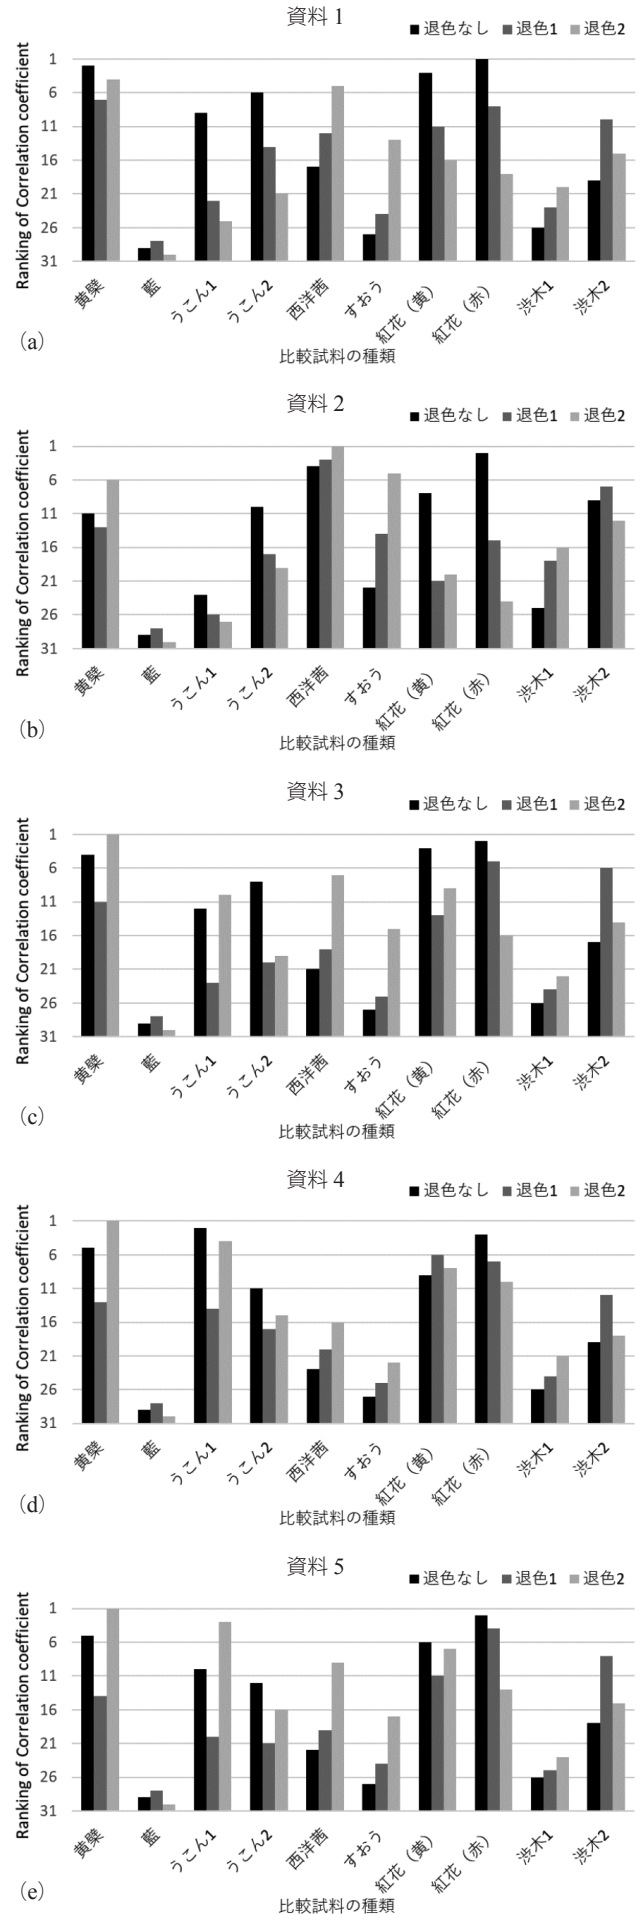 資料 1
■退色なし ■退色1 ■退色2
Ranking of Correlation coefficient
1
6
11
16
21
26
31
黄檗
藍
うこん1
うこん2
西洋茜
すおう
紅花（黄）
紅花（赤）
渋木1
渋木2
(a)
比較試料の種類
資料 2
■退色なし ■退色1 ■退色2
Ranking of Correlation coefficient
1
6
11
16
21
26
31
黄檗
藍
うこん1
うこん2
西洋茜
すおう
紅花（黄）
紅花（赤）
渋木1
渋木2
(b)
比較試料の種類
資料 3
■退色なし ■退色1 ■退色2
Ranking of Correlation coefficient
1
6
11
16
21
26
31
黄檗
藍
うこん1
うこん2
西洋茜
すおう
紅花（黄）
紅花（赤）
渋木1
渋木2
(c)
比較試料の種類
資料 4
■退色なし ■退色1 ■退色2
Ranking of Correlation coefficient
1
6
11
16
21
26
31
黄檗
藍
うこん1
うこん2
西洋茜
すおう
紅花（黄）
紅花（赤）
渋木1
渋木2
(d)
比較試料の種類
資料 5
■退色なし ■退色1 ■退色2
Ranking of Correlation coefficient
1
6
11
16
21
26
31
黄檗
藍
うこん1
うこん2
西洋茜
すおう
紅花（黄）
紅花（赤）
渋木1
渋木2
(e)
比較試料の種類